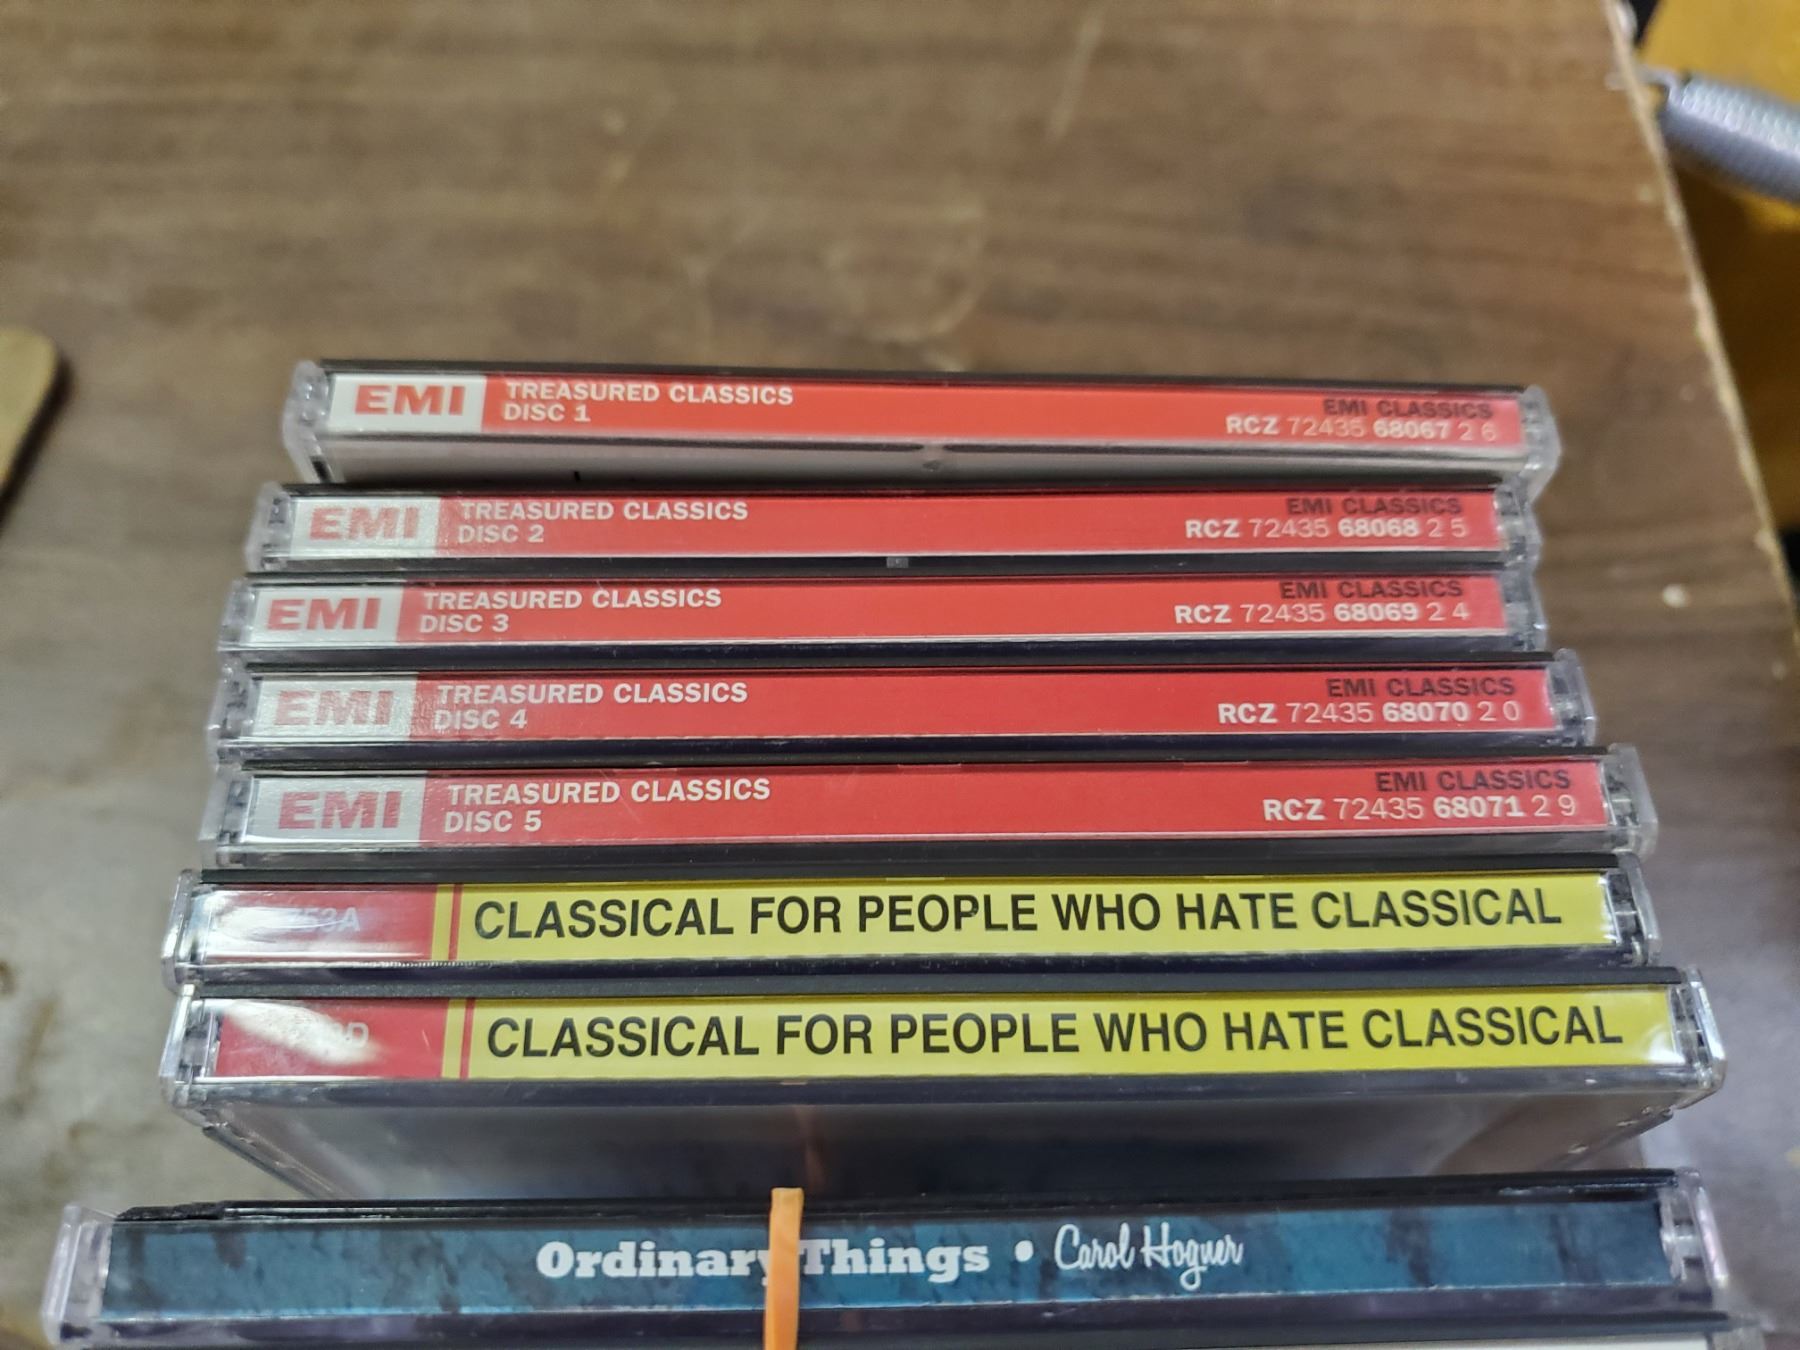 EMI TREASURED CLASSICS EMI CLASSICS
DISC 1 RCZ 72435 68067 2 6
EMI TREASURED CLASSICS EMI CLASSICS
DISC 2 RCZ 72435 68068 2 5
EMI TREASURED CLASSICS EMI CLASSICS
DISC 3 RCZ 72435 68069 2 4
EMI TREASURED CLASSICS EMI CLASSICS
DISC 4 RCZ 72435 68070 2 0
EMI TREASURED CLASSICS EMI CLASSICS
DISC 5 RCZ 72435 68071 2 9
CLASSICAL FOR PEOPLE WHO HATE CLASSICAL
CLASSICAL FOR PEOPLE WHO HATE CLASSICAL
Ordinary Things • Carol Hogner